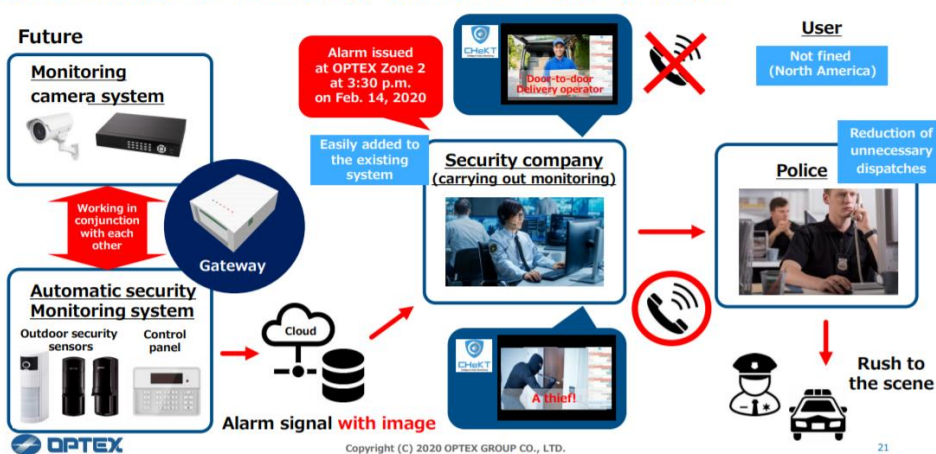 Future
Monitoring
camera system
Working in
conjunction
with each
other
Gateway
Automatic security
Monitoring system
Outdoor security
sensors
Control
panel
Cloud
Alarm signal with image
Alarm issued
at OPTEX Zone 2
at 3:30 p.m.
on Feb. 14, 2020
Easily added to
the existing
system
CHeKT
Door-to-door
Delivery operator
Security company
(carrying out monitoring)
CHeKT
A thief!
User
Not fined
(North America)
Reduction of
unnecessary
dispatches
Police
Rush to
the scene
OPTEX
Copyright (C) 2020 OPTEX GROUP CO., LTD.
21